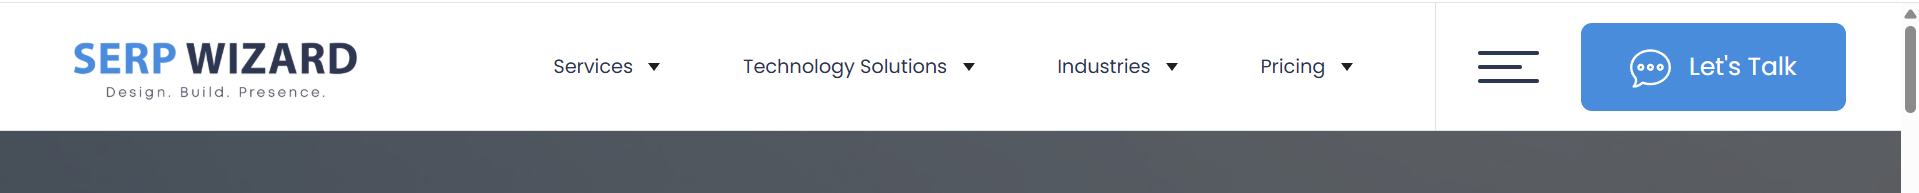 SERP WIZARD
Design. Build. Presence.
Services
Technology Solutions
Industries
Pricing
Let's Talk